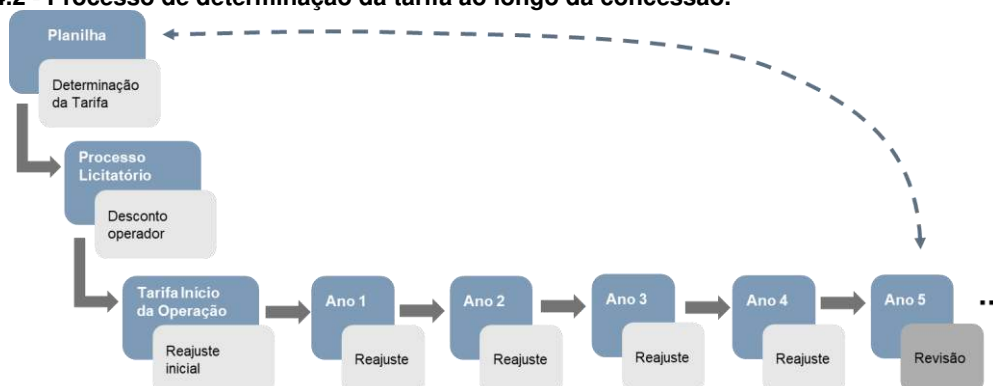 4.2 - Processo de determinação da tarifa ao longo da concessão.
Planilha
Determinação
da Tarifa
Processo
Licitatório
Desconto
operador
Tarifa Início
da Operação
Reajuste
inicial
Ano 1
Reajuste
Ano 2
Reajuste
Ano 3
Reajuste
Ano 4
Reajuste
Ano 5
Revisão
...